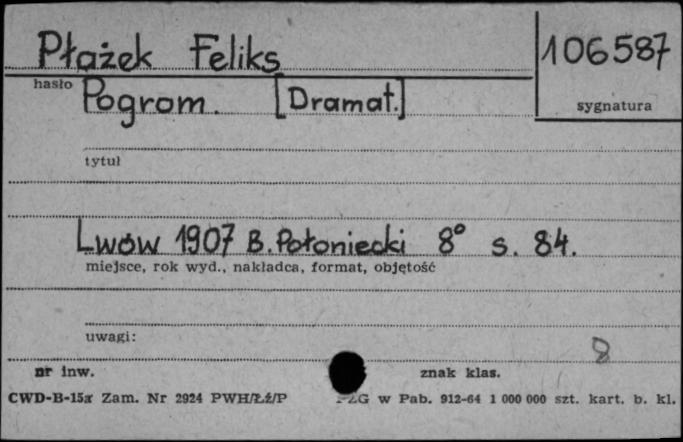 Płażek Feliks
106587
hasło
Pogrom. [Dramat.]
sygnatura
tytuł
Lwów 1907 B. Połoniecki 8° s. 84.
miejsce, rok wyd., nakładca, format, objętość
uwagi:
8
nr inw.
znak klas.
CWD-B-15x Zam. Nr 2924 PWH/Łż/P
w Pab. 912-64 1 000 000 szt. kart. b. kl.